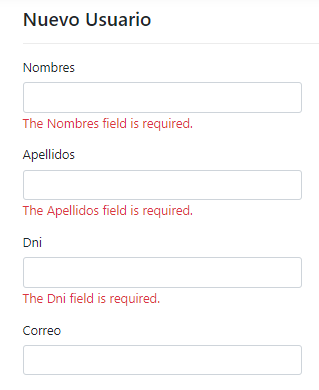 Nuevo Usuario
Nombres
The Nombres field is required.
Apellidos
The Apellidos field is required.
Dni
The Dni field is required.
Correo